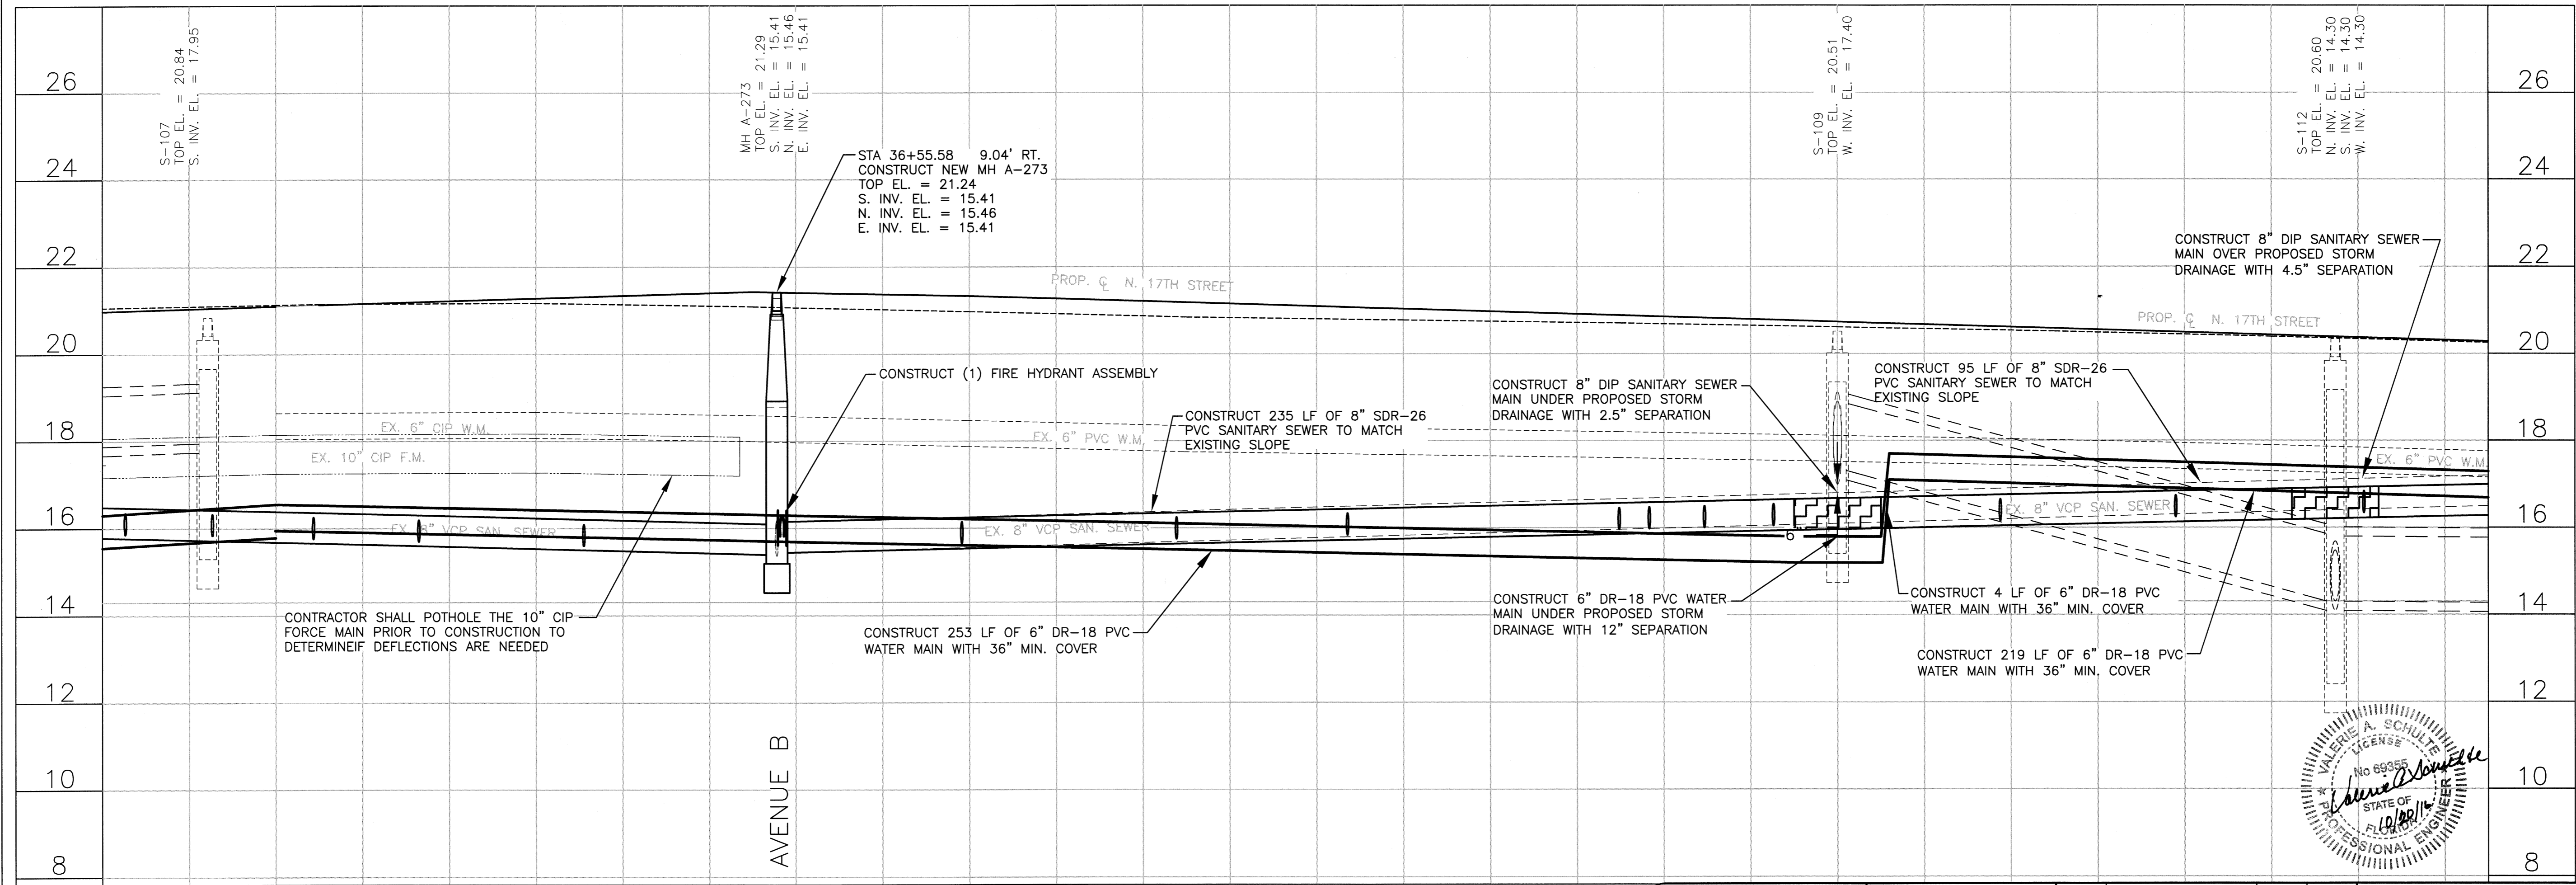 S-107
TOP EL. = 20.84
S. INV. EL. = 17.95
MH A-273
TOP EL. = 21.29
S. INV. EL. = 15.41
N. INV. EL. = 15.46
E. INV. EL. = 15.41
S-109
TOP EL. = 20.51
W. INV. EL. = 17.40
S-112
TOP EL. = 20.60
N. INV. EL. = 14.30
S. INV. EL. = 14.30
W. INV. EL. = 14.30
26
24
22
20
18
16
14
12
10
8
26
24
22
20
18
16
14
12
10
8
STA 36+55.58 9.04' RT.
CONSTRUCT NEW MH A-273
TOP EL. = 21.24
S. INV. EL. = 15.41
N. INV. EL. = 15.46
E. INV. EL. = 15.41
PROP. ℄ N. 17TH STREET
CONSTRUCT 8" DIP SANITARY SEWER
MAIN OVER PROPOSED STORM
DRAINAGE WITH 4.5" SEPARATION
PROP. ℄ N. 17TH STREET
CONSTRUCT (1) FIRE HYDRANT ASSEMBLY
CONSTRUCT 235 LF OF 8" SDR-26
PVC SANITARY SEWER TO MATCH
EXISTING SLOPE
CONSTRUCT 8" DIP SANITARY SEWER
MAIN UNDER PROPOSED STORM
DRAINAGE WITH 2.5" SEPARATION
CONSTRUCT 95 LF OF 8" SDR-26
PVC SANITARY SEWER TO MATCH
EXISTING SLOPE
EX. 6" CIP W.M.
EX. 10" CIP F.M.
EX. 6" PVC W.M.
EX. 6" PVC W.M.
EX. 8" VCP SAN. SEWER
EX. 8" VCP SAN. SEWER
EX. 8" VCP SAN. SEWER
6
CONTRACTOR SHALL POTHOLE THE 10" CIP
FORCE MAIN PRIOR TO CONSTRUCTION TO
DETERMINEIF DEFLECTIONS ARE NEEDED
CONSTRUCT 253 LF OF 6" DR-18 PVC
WATER MAIN WITH 36" MIN. COVER
CONSTRUCT 6" DR-18 PVC WATER
MAIN UNDER PROPOSED STORM
DRAINAGE WITH 12" SEPARATION
CONSTRUCT 4 LF OF 6" DR-18 PVC
WATER MAIN WITH 36" MIN. COVER
CONSTRUCT 219 LF OF 6" DR-18 PVC
WATER MAIN WITH 36" MIN. COVER
AVENUE B
VALERIE A. SCHULTE
LICENSE
No 69355
Valerie A Schulte
STATE OF
FLORIDA
10/20/16
PROFESSIONAL ENGINEER